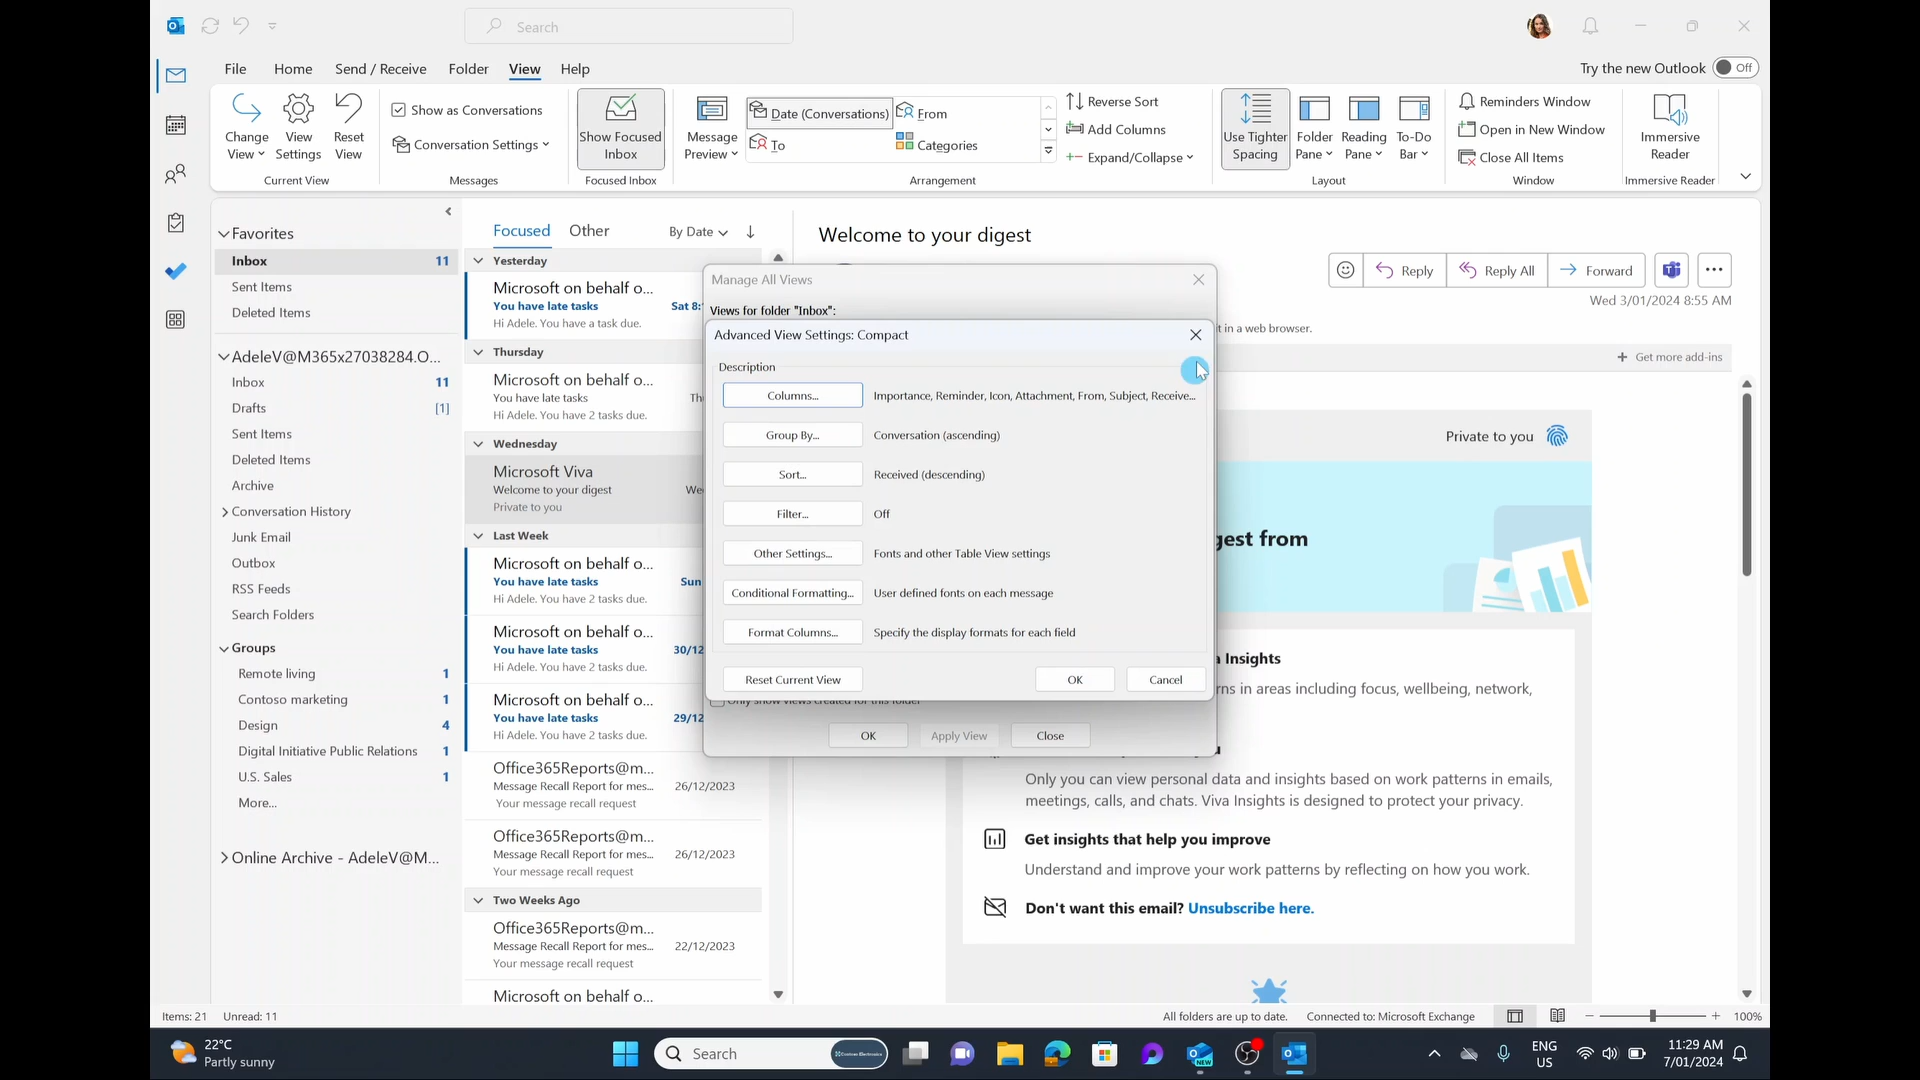 Search
File Home Send / Receive Folder View Help
Try the new Outlook Off
Change View
View Settings
Reset View
Current View
Show as Conversations
Conversation Settings
Messages
Show Focused Inbox
Focused Inbox
Message Preview
Date (Conversations)
From
To
Categories
Reverse Sort
Add Columns
Expand/Collapse
Arrangement
Use Tighter Spacing
Folder Pane
Reading Pane
To-Do Bar
Layout
Reminders Window
Open in New Window
Close All Items
Window
Immersive Reader
Immersive Reader
Favorites
Inbox 11
Sent Items
Deleted Items
AdeleV@M365x27038284.O...
Inbox 11
Drafts [1]
Sent Items
Deleted Items
Archive
Conversation History
Junk Email
Outbox
RSS Feeds
Search Folders
Groups
Remote living 1
Contoso marketing 1
Design 4
Digital Initiative Public Relations 1
U.S. Sales 1
More...
Online Archive - AdeleV@M...
Focused Other By Date
Yesterday
Microsoft on behalf o...
You have late tasks Sat 8:
Hi Adele. You have a task due.
Thursday
Microsoft on behalf o...
You have late tasks
Hi Adele. You have 2 tasks due.
Wednesday
Microsoft Viva
Welcome to your digest
Private to you
Last Week
Microsoft on behalf o...
You have late tasks Sun
Hi Adele. You have 2 tasks due.
Microsoft on behalf o...
You have late tasks 30/12
Hi Adele. You have 2 tasks due.
Microsoft on behalf o...
You have late tasks 29/12
Hi Adele. You have 2 tasks due.
Office365Reports@m...
Message Recall Report for mes... 26/12/2023
Your message recall request
Office365Reports@m...
Message Recall Report for mes... 26/12/2023
Your message recall request
Two Weeks Ago
Office365Reports@m...
Message Recall Report for mes... 22/12/2023
Your message recall request
Microsoft on behalf o...
Welcome to your digest
Reply Reply All Forward
Wed 3/01/2024 8:55 AM
t in a web browser.
Get more add-ins
Private to you
gest from
a Insights
rns in areas including focus, wellbeing, network,
Only you can view personal data and insights based on work patterns in emails,
meetings, calls, and chats. Viva Insights is designed to protect your privacy.
Get insights that help you improve
Understand and improve your work patterns by reflecting on how you work.
Don't want this email? Unsubscribe here.
Manage All Views
Views for folder "Inbox":
Advanced View Settings: Compact
Description
Columns... Importance, Reminder, Icon, Attachment, From, Subject, Receive...
Group By... Conversation (ascending)
Sort... Received (descending)
Filter... Off
Other Settings... Fonts and other Table View settings
Conditional Formatting... User defined fonts on each message
Format Columns... Specify the display formats for each field
Reset Current View OK Cancel
Only show views created for this folder
OK Apply View Close
Items: 21 Unread: 11
All folders are up to date. Connected to: Microsoft Exchange 100%
22°C
Partly sunny
Search
NEW
ENG
US
11:29 AM
7/01/2024